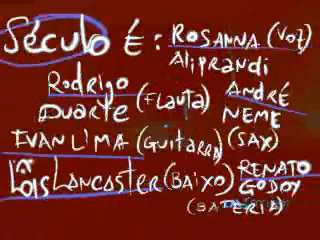 Século É: ROSANNA (VOZ)
ALIPRANDI
Rodrigo
DUARTE (FLAUTA) ANDRÉ
NEME
IVAN LIMA (GUITARRA) (SAX)
LOIS LANCASTER (BAIXO) RENATO
GODOY
(BATERIA)